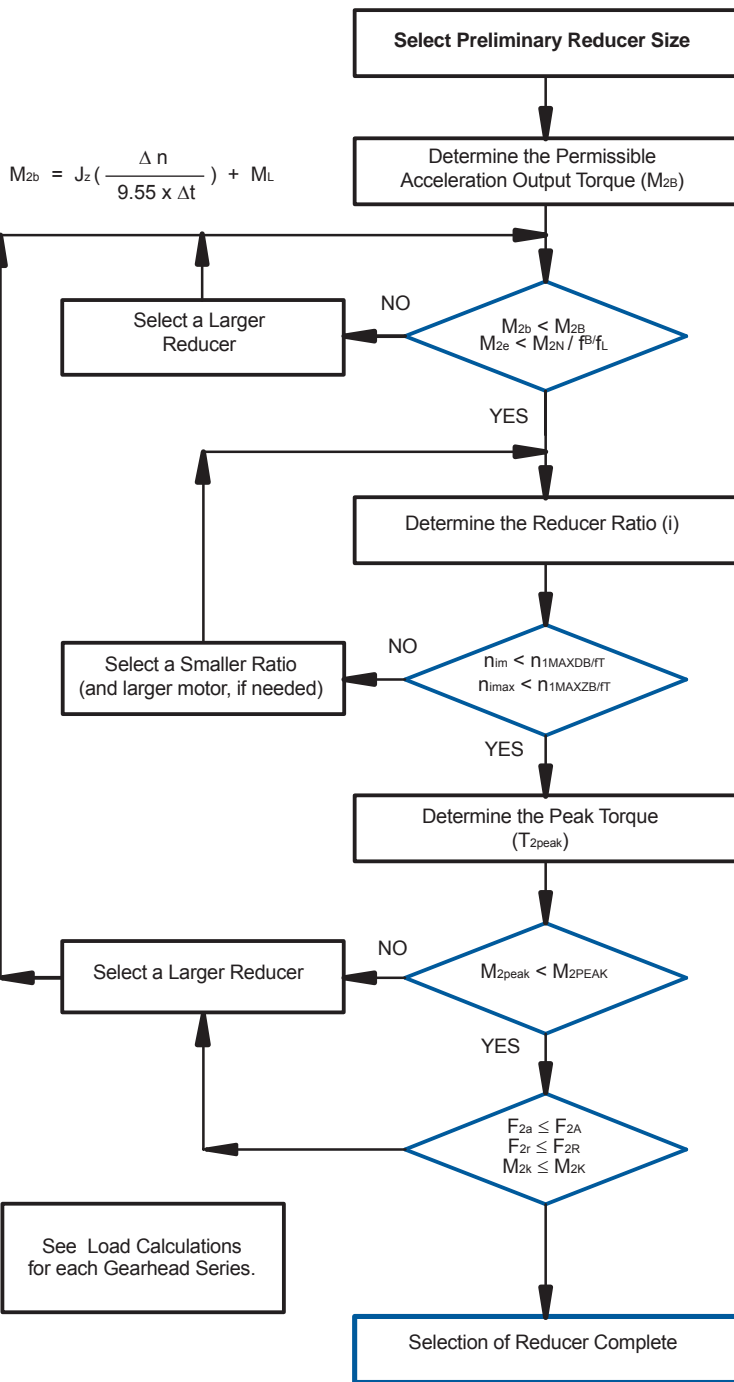 Select Preliminary Reducer Size
M2b = Jz ( Δ n / 9.55 x Δt ) + ML
Determine the Permissible
Acceleration Output Torque (M2B)
NO
Select a Larger
Reducer
M2b < M2B
M2e < M2N / fB/fL
YES
Determine the Reducer Ratio (i)
NO
Select a Smaller Ratio
(and larger motor, if needed)
nim < n1MAXDB/fT
nimax < n1MAXZB/fT
YES
Determine the Peak Torque
(T2peak)
NO
Select a Larger Reducer
M2peak < M2PEAK
YES
F2a ≤ F2A
F2r ≤ F2R
M2k ≤ M2K
See Load Calculations
for each Gearhead Series.
Selection of Reducer Complete